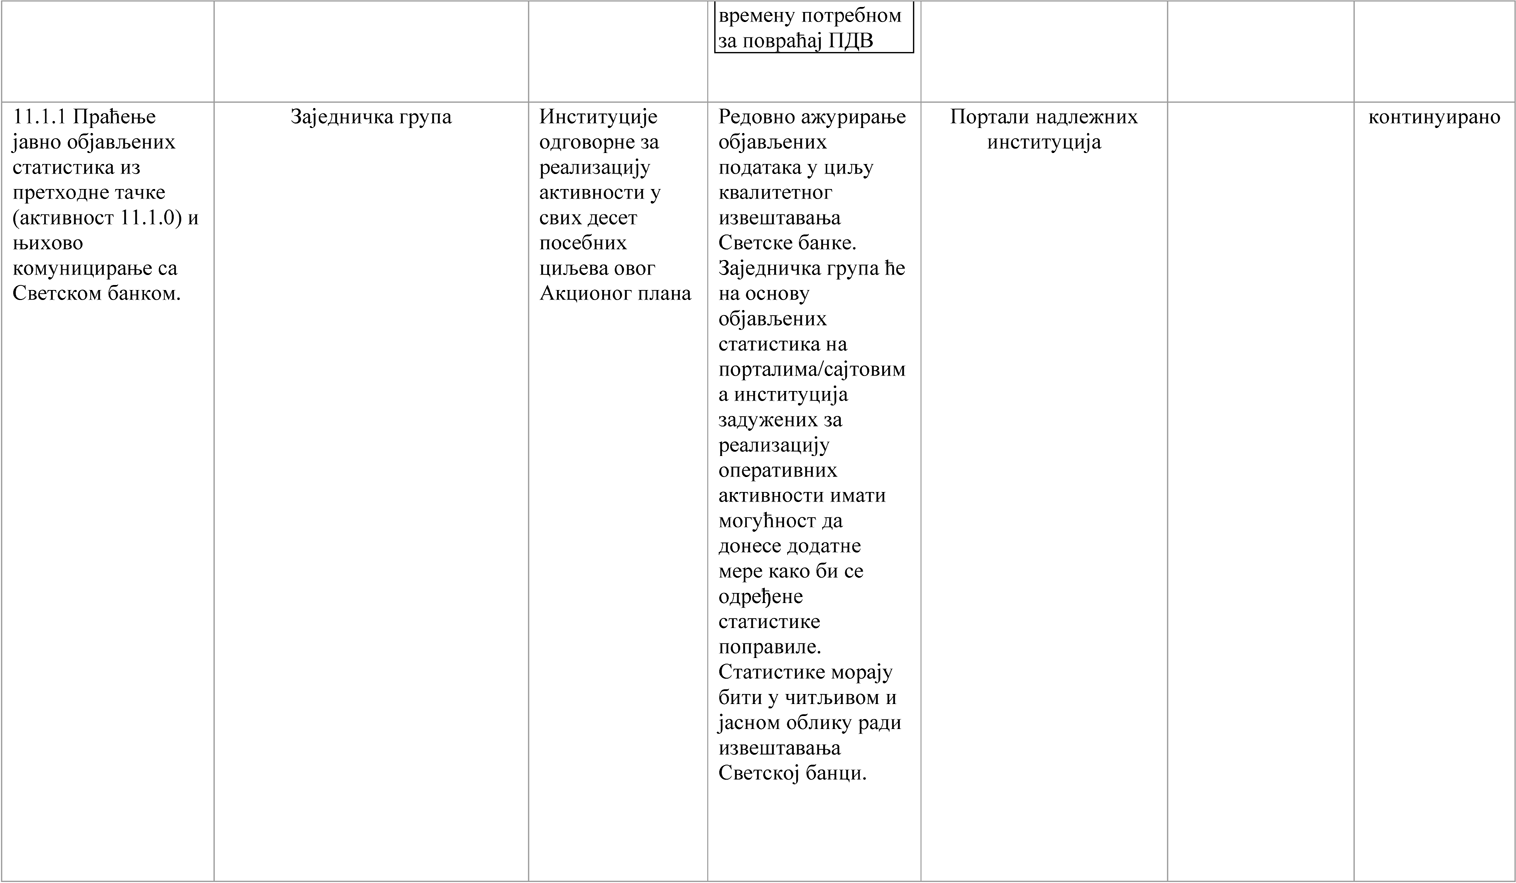 времену потребном
за повраћај ПДВ
11.1.1 Праћење
јавно објављених
статистика из
претходне тачке
(активност 11.1.0) и
њихово
комуницирање са
Светском банком.
Заједничка група
Институције
одговорне за
реализацију
активности у
свих десет
посебних
циљева овог
Акционог плана
Редовно ажурирање
објављених
података у циљу
квалитетног
извештавања
Светске банке.
Заједничка група ће
на основу
објављених
статистика на
порталима/сајтовим
а институција
задужених за
реализацију
оперативних
активности имати
могућност да
донесе додатне
мере како би се
одређене
статистике
поправиле.
Статистике морају
бити у читљивом и
јасном облику ради
извештавања
Светској банци.
Портали надлежних
институција
континуирано